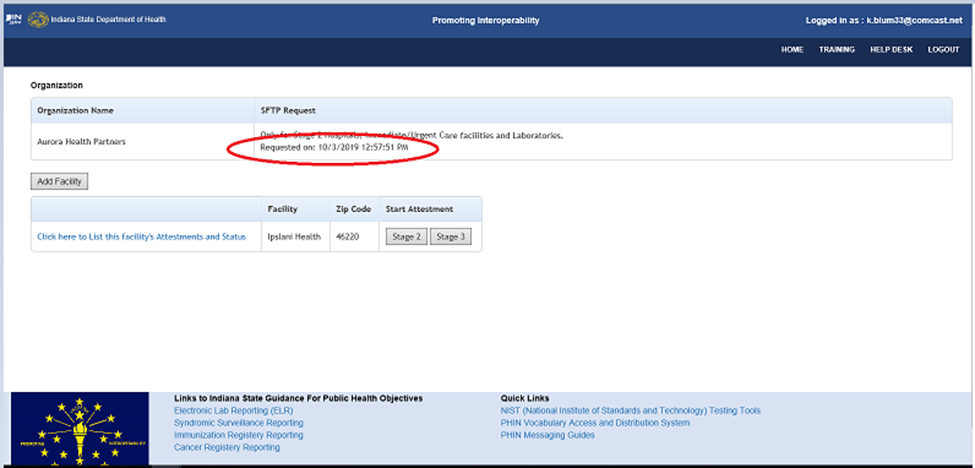 IN.gov Indiana State Department of Health
Promoting Interoperability
Logged in as : k.blum33@comcast.net
HOME TRAINING HELP DESK LOGOUT
Organization
Organization Name SFTP Request
Only for Stage 2 Hospitals, Immediate/Urgent Care facilities and Laboratories.
Aurora Health Partners
Requested on: 10/3/2019 12:57:51 PM
Add Facility
Facility Zip Code Start Attestment
Click here to List this facility's Attestments and Status Ipslani Health 46220 Stage 2 Stage 3
Links to Indiana State Guidance For Public Health Objectives
Electronic Lab Reporting (ELR)
Syndromic Surveillance Reporting
Immunization Registery Reporting
Cancer Registery Reporting
Quick Links
NIST (National Institute of Standards and Technology) Testing Tools
PHIN Vocabulary Access and Distribution System
PHIN Messaging Guides
PROMOTING INTEROPERABILITY